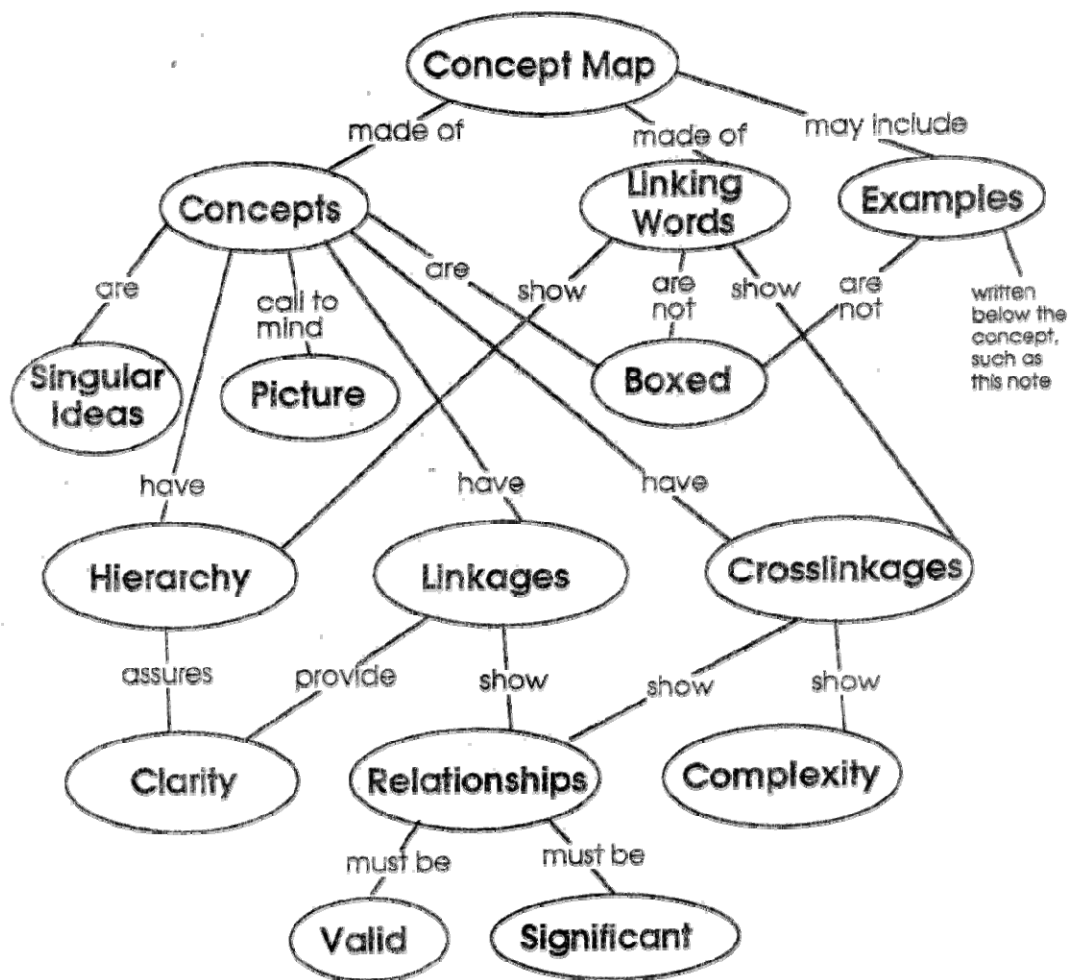 Concept Map
made of
made of
may include
Concepts
Linking
Words
Examples
are
call to
mind
are
show
are
not
show
are
not
written
below the
concept,
such as
this note
Singular
Ideas
Picture
Boxed
have
have
have
Hierarchy
Linkages
Crosslinkages
assures
provide
show
show
show
Clarity
Relationships
Complexity
must be
must be
Valid
Significant